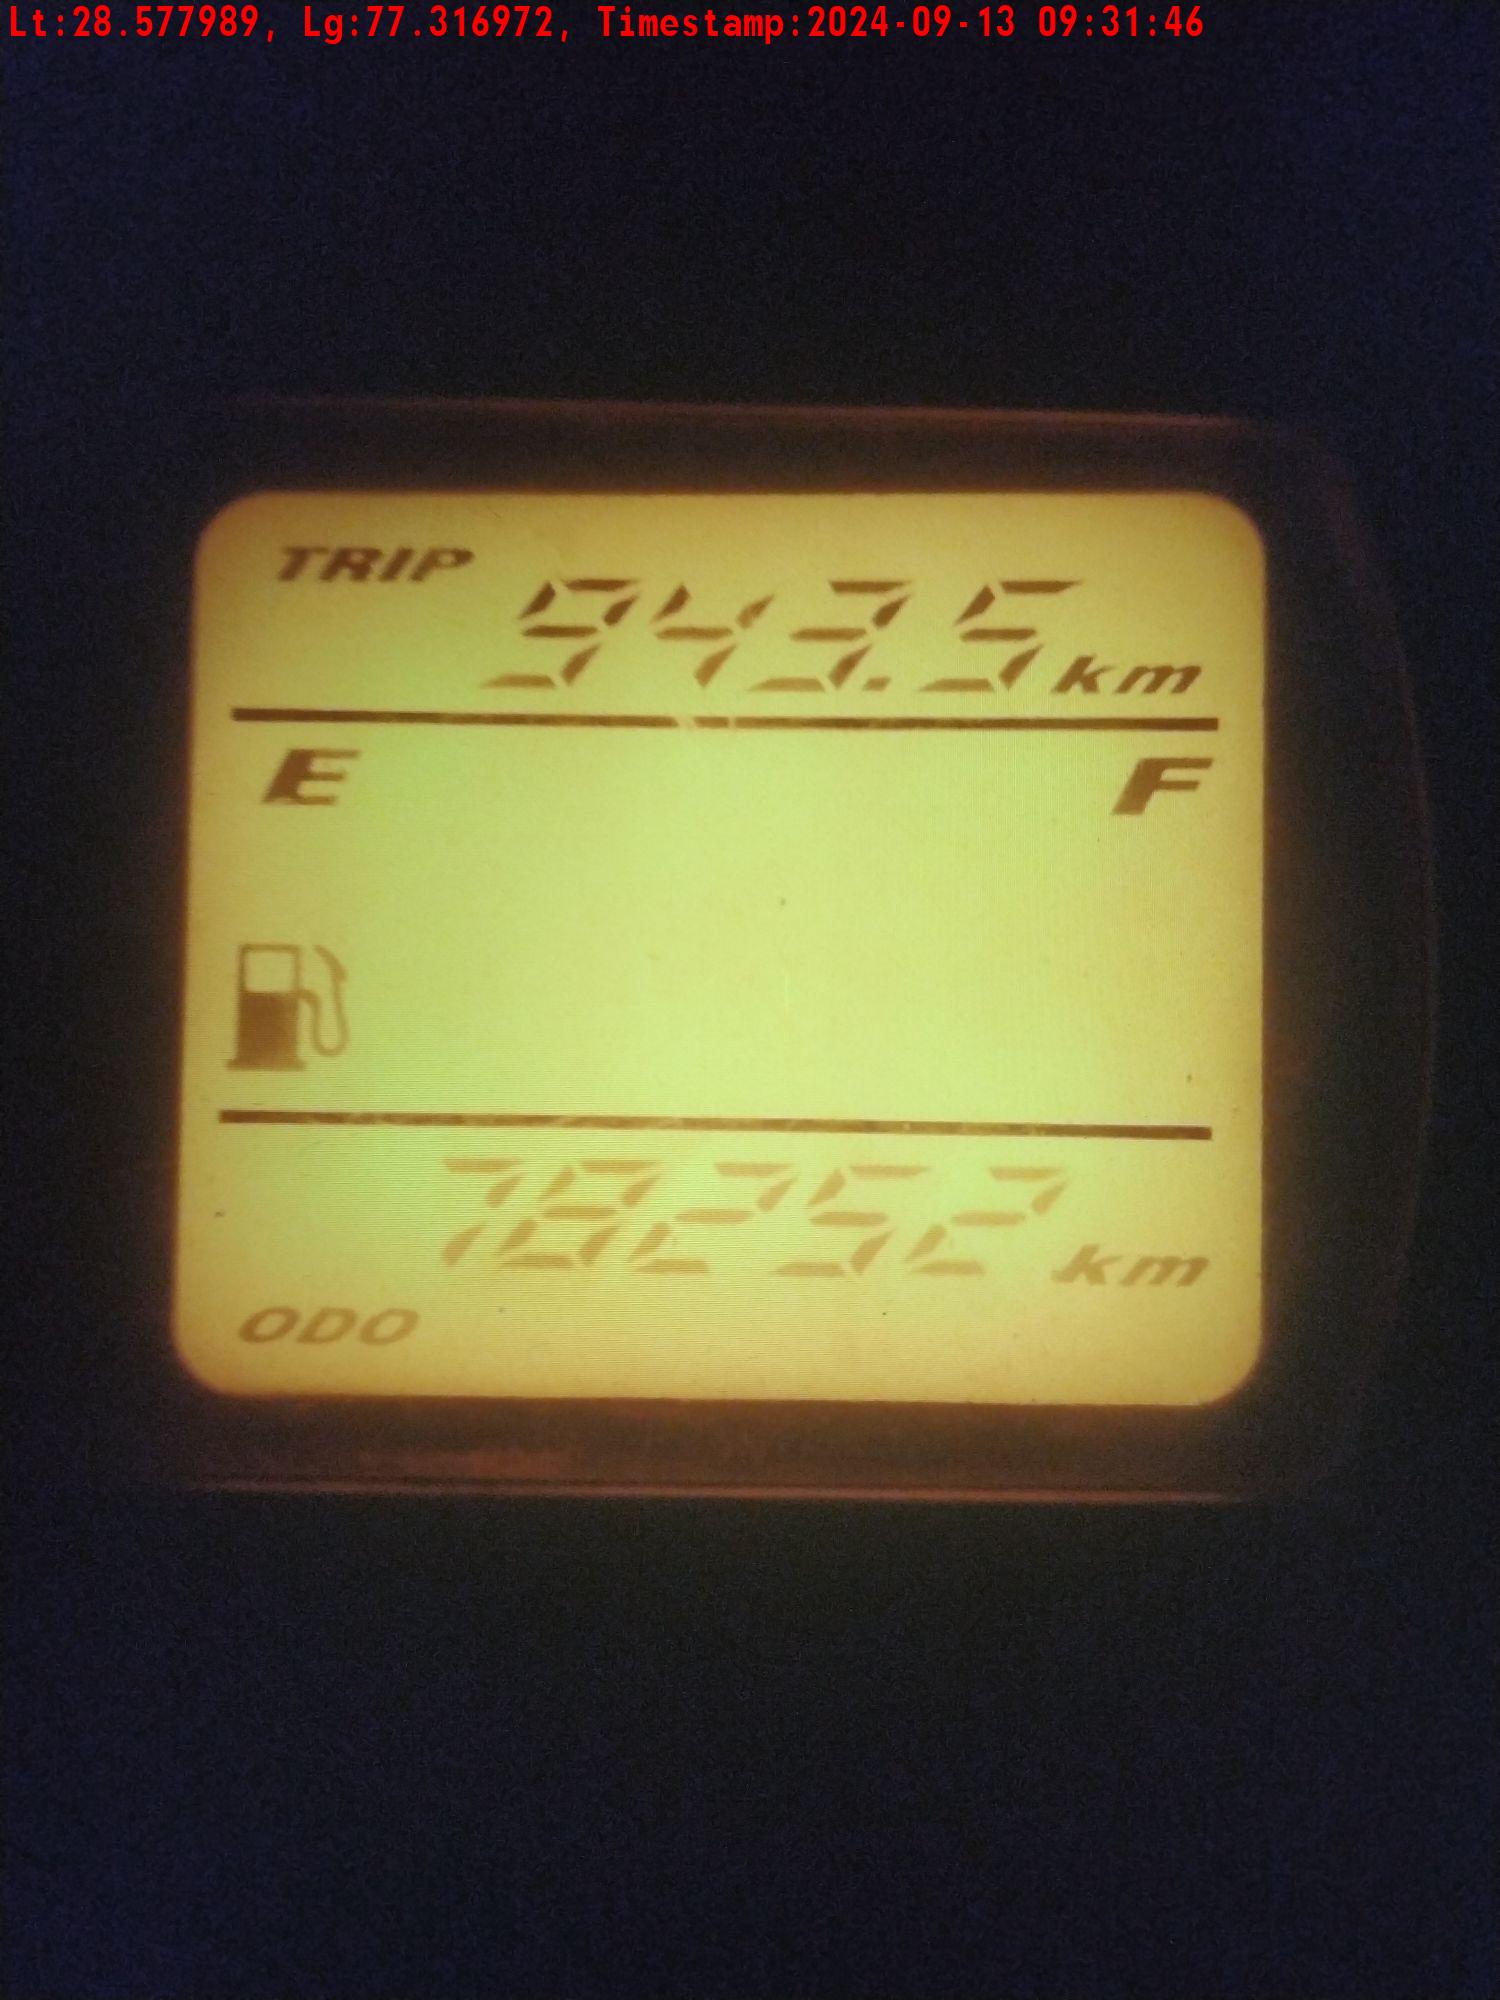 Lt:28.577989, Lg:77.316972, Timestamp:2024-09-13 09:31:46
TRIP 943.5 km
E F
78252 km
ODO